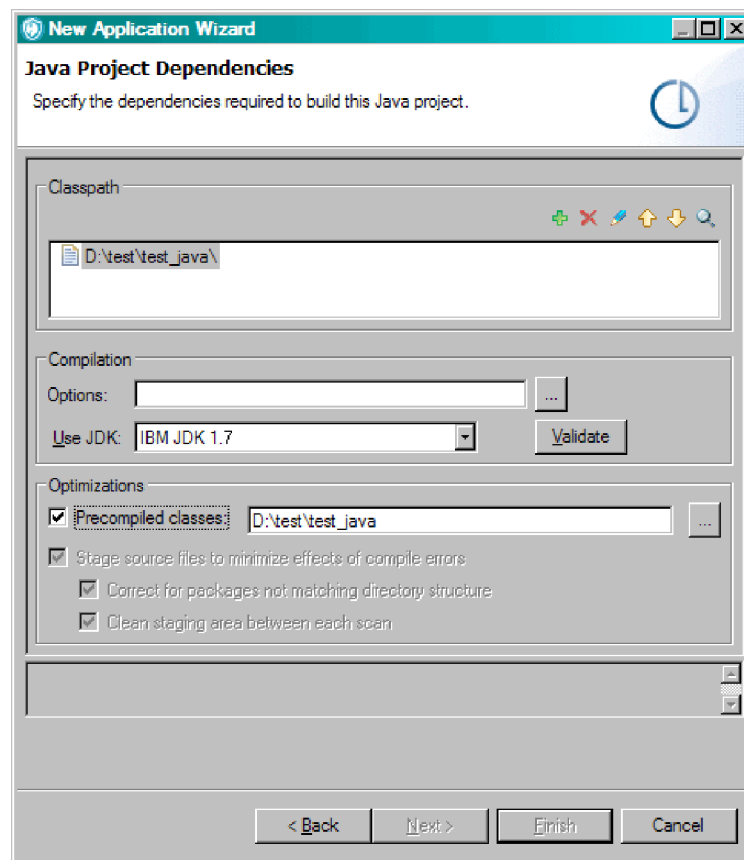 New Application Wizard
Java Project Dependencies
Specify the dependencies required to build this Java project.
Classpath
D:\test\test_java\
Compilation
Options:
...
Use JDK: IBM JDK 1.7
Validate
Optimizations
Precompiled classes: D:\test\test_java
...
Stage source files to minimize effects of compile errors
Correct for packages not matching directory structure
Clean staging area between each scan
< Back Next > Finish Cancel